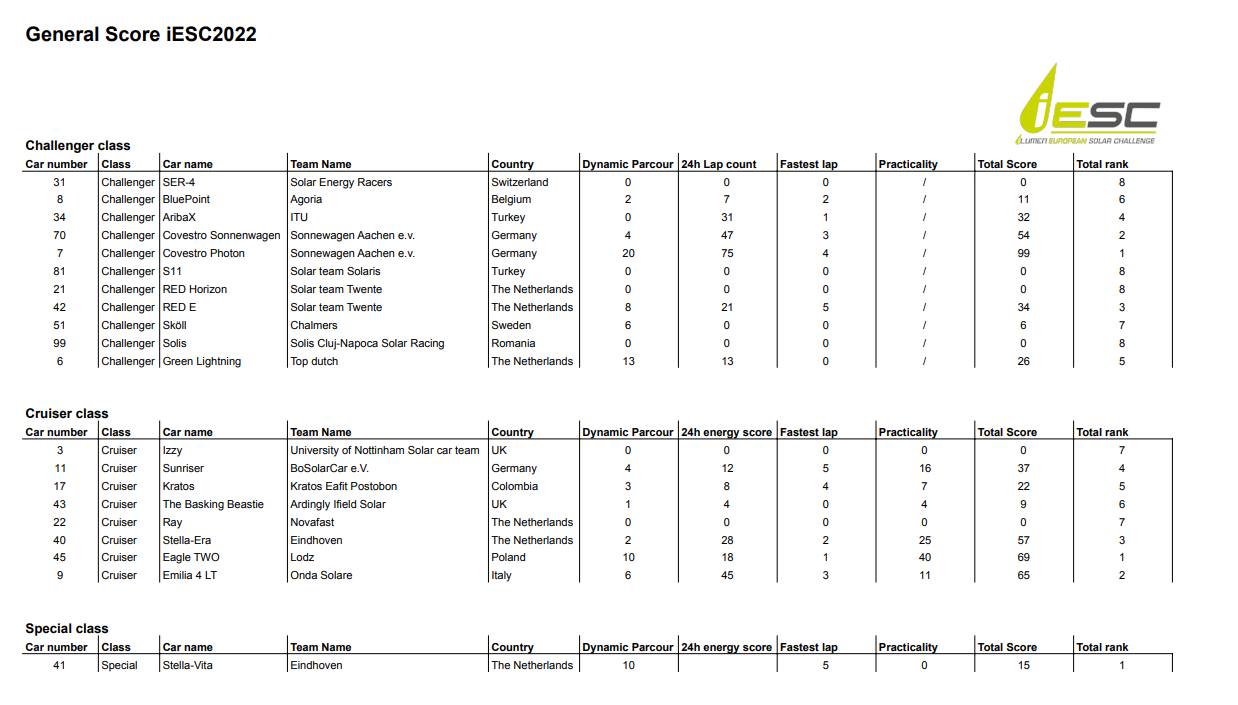 General Score iESC2022
iESC
iLUMEN EUROPEAN SOLAR CHALLENGE
Challenger class
Car number Class Car name Team Name Country Dynamic Parcour 24h Lap count Fastest lap Practicality Total Score Total rank
31 Challenger SER-4 Solar Energy Racers Switzerland 0 0 0 / 0 8
8 Challenger BluePoint Agoria Belgium 2 7 2 / 11 6
34 Challenger AribaX ITU Turkey 0 31 1 / 32 4
70 Challenger Covestro Sonnenwagen Sonnewagen Aachen e.v. Germany 4 47 3 / 54 2
7 Challenger Covestro Photon Sonnewagen Aachen e.v. Germany 20 75 4 / 99 1
81 Challenger S11 Solar team Solaris Turkey 0 0 0 / 0 8
21 Challenger RED Horizon Solar team Twente The Netherlands 0 0 0 / 0 8
42 Challenger RED E Solar team Twente The Netherlands 8 21 5 / 34 3
51 Challenger Sköll Chalmers Sweden 6 0 0 / 6 7
99 Challenger Solis Solis Cluj-Napoca Solar Racing Romania 0 0 0 / 0 8
6 Challenger Green Lightning Top dutch The Netherlands 13 13 0 / 26 5
Cruiser class
Car number Class Car name Team Name Country Dynamic Parcour 24h energy score Fastest lap Practicality Total Score Total rank
3 Cruiser Izzy University of Nottinham Solar car team UK 0 0 0 0 0 7
11 Cruiser Sunriser BoSolarCar e.V. Germany 4 12 5 16 37 4
17 Cruiser Kratos Kratos Eafit Postobon Colombia 3 8 4 7 22 5
43 Cruiser The Basking Beastie Ardingly Ifield Solar UK 1 4 0 4 9 6
22 Cruiser Ray Novafast The Netherlands 0 0 0 0 0 7
40 Cruiser Stella-Era Eindhoven The Netherlands 2 28 2 25 57 3
45 Cruiser Eagle TWO Lodz Poland 10 18 1 40 69 1
9 Cruiser Emilia 4 LT Onda Solare Italy 6 45 3 11 65 2
Special class
Car number Class Car name Team Name Country Dynamic Parcour 24h energy score Fastest lap Practicality Total Score Total rank
41 Special Stella-Vita Eindhoven The Netherlands 10 5 0 15 1